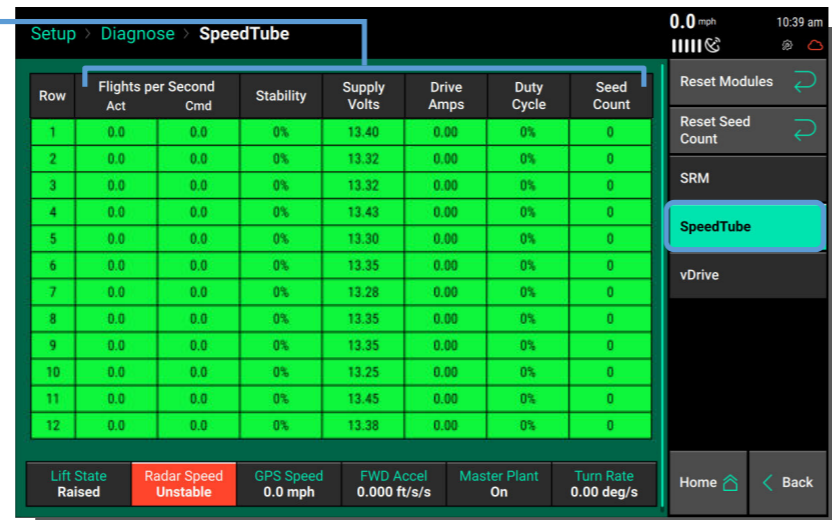 Setup > Diagnose > SpeedTube
0.0 mph 10:39 am
Row Flights per Second Act Cmd Stability Supply Volts Drive Amps Duty Cycle Seed Count
1 0.0 0.0 0% 13.40 0.00 0% 0
2 0.0 0.0 0% 13.32 0.00 0% 0
3 0.0 0.0 0% 13.32 0.00 0% 0
4 0.0 0.0 0% 13.43 0.00 0% 0
5 0.0 0.0 0% 13.30 0.00 0% 0
6 0.0 0.0 0% 13.35 0.00 0% 0
7 0.0 0.0 0% 13.28 0.00 0% 0
8 0.0 0.0 0% 13.35 0.00 0% 0
9 0.0 0.0 0% 13.35 0.00 0% 0
10 0.0 0.0 0% 13.25 0.00 0% 0
11 0.0 0.0 0% 13.45 0.00 0% 0
12 0.0 0.0 0% 13.38 0.00 0% 0
Lift State Radar Speed GPS Speed FWD Accel Master Plant Turn Rate
Raised Unstable 0.0 mph 0.000 ft/s/s On 0.00 deg/s
Reset Modules
Reset Seed
Count
SRM
SpeedTube
vDrive
Home < Back